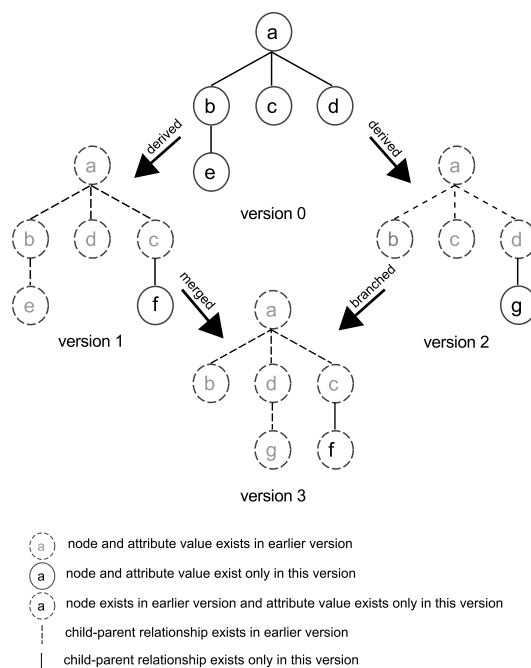 a
b c d
derived derived
e
version 0
a a
b d c b c d
e f g
version 1 version 2
merged branched
a
b d c
g f
version 3
a node and attribute value exists in earlier version
a node and attribute value exist only in this version
a node exists in earlier version and attribute value exists only in this version
child-parent relationship exists in earlier version
child-parent relationship exists only in this version